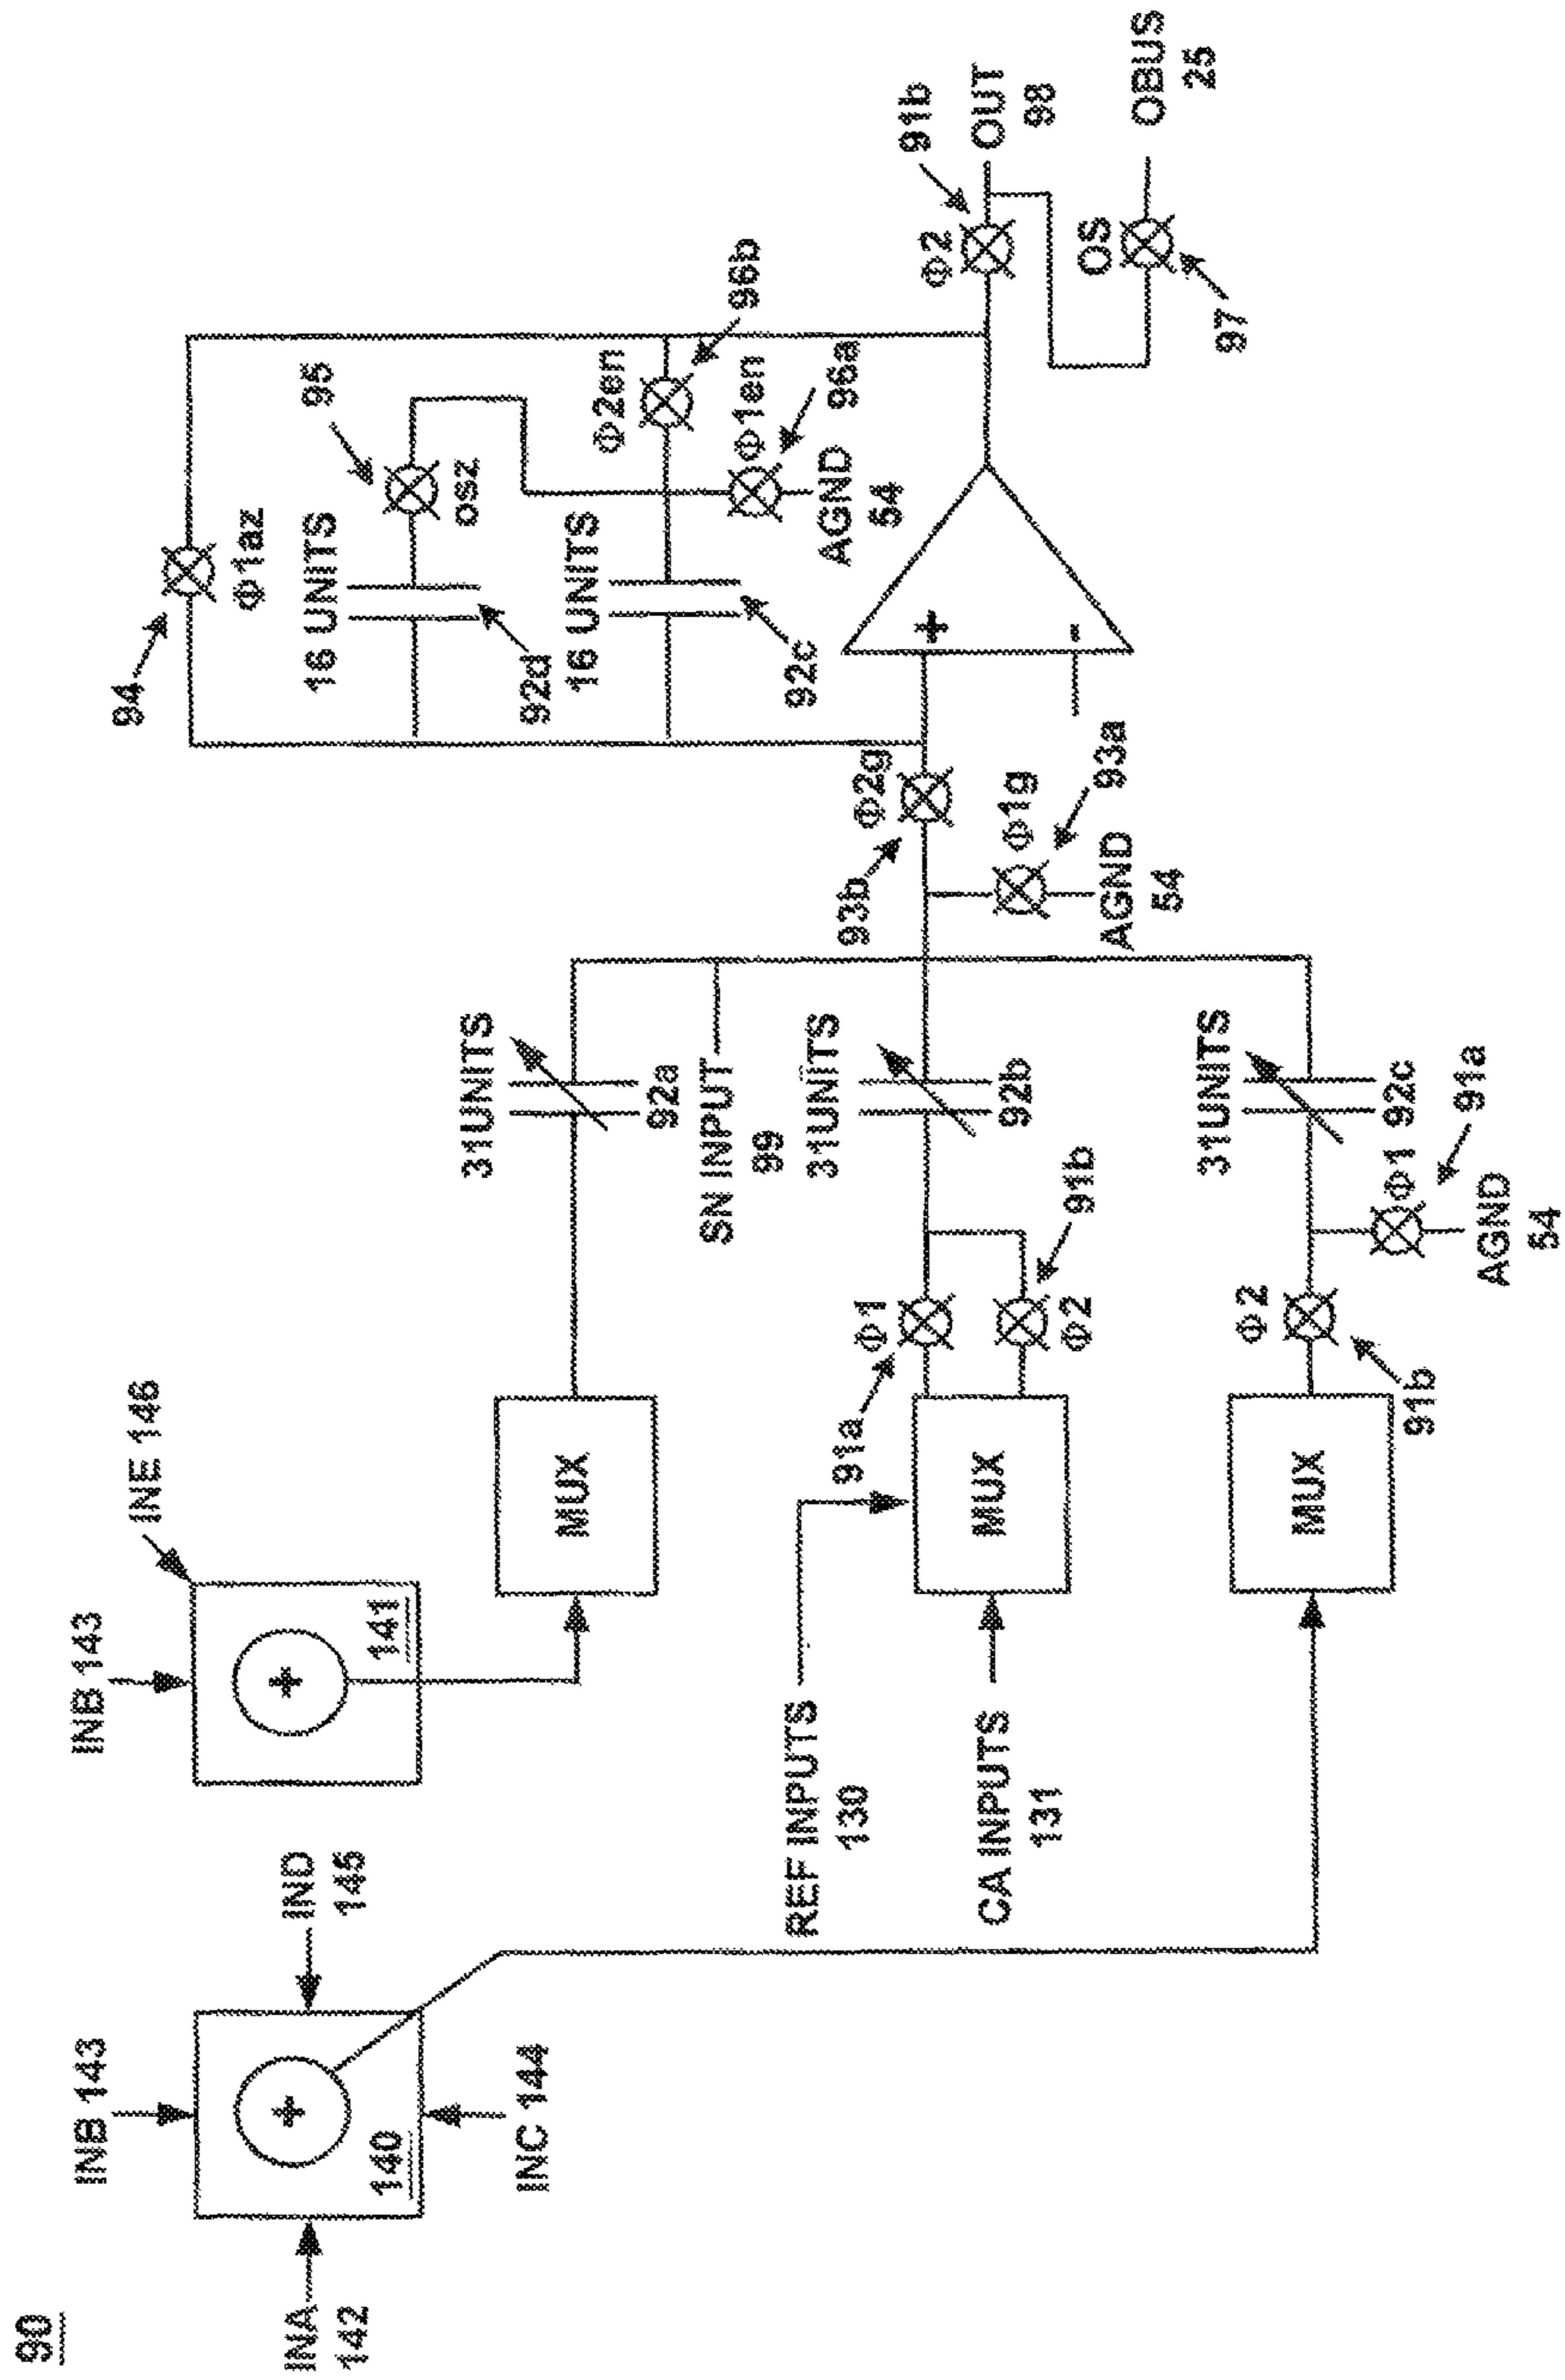 90
INA
142
INB 143
140
INC 144
IND
145
INB 143
INE 146
141
REF INPUTS
130
CA INPUTS
131
MUX
MUX
MUX
91a
Φ1
Φ2
91b
Φ2
91b
Φ1
91a
AGND
54
31UNITS
92a
SN INPUT
99
31UNITS
92b
31UNITS
92c
93b
Φ2g
Φ1g
93a
AGND
54
94
Φ1az
16 UNITS
92d
95
osz
16 UNITS
92c
Φ2en
96b
Φ1en
96a
AGND
54
+
-
Φ2
91b
OUT
98
OS
97
OBUS
25
+
+